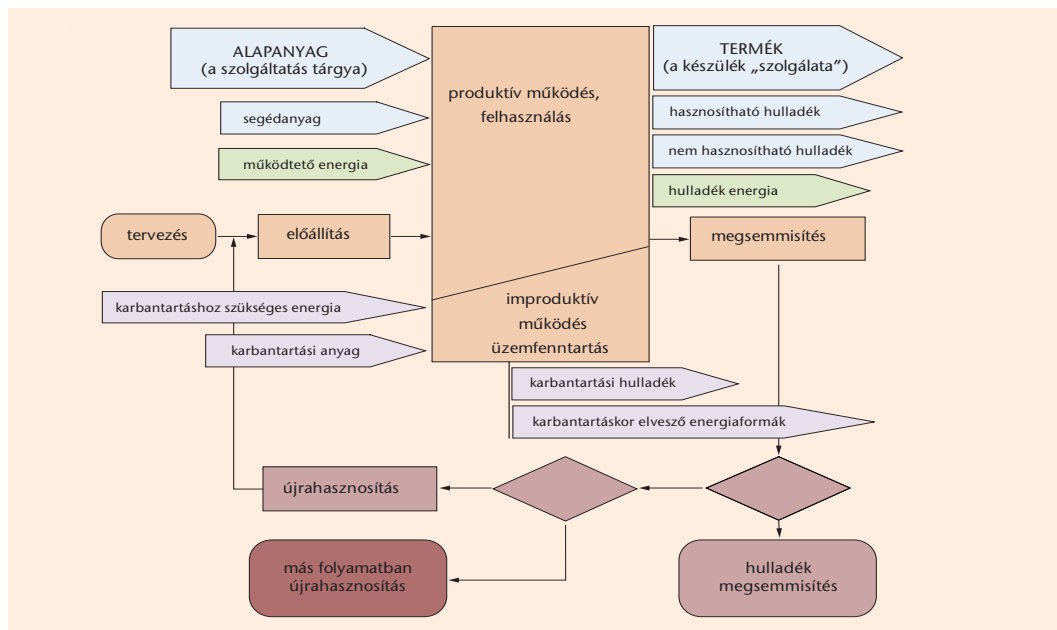 ALAPANYAG
(a szolgáltatás tárgya)
segédanyag
működtető energia
produktív működés,
felhasználás
TERMÉK
(a készülék „szolgálata”)
hasznosítható hulladék
nem hasznosítható hulladék
hulladék energia
tervezés
előállítás
megsemmisítés
karbantartáshoz szükséges energia
karbantartási anyag
improduktív
működés
üzemfenntartás
karbantartási hulladék
karbantartáskor elvesző energiaformák
újrahasznosítás
más folyamatban
újrahasznosítás
hulladék
megsemmisítés